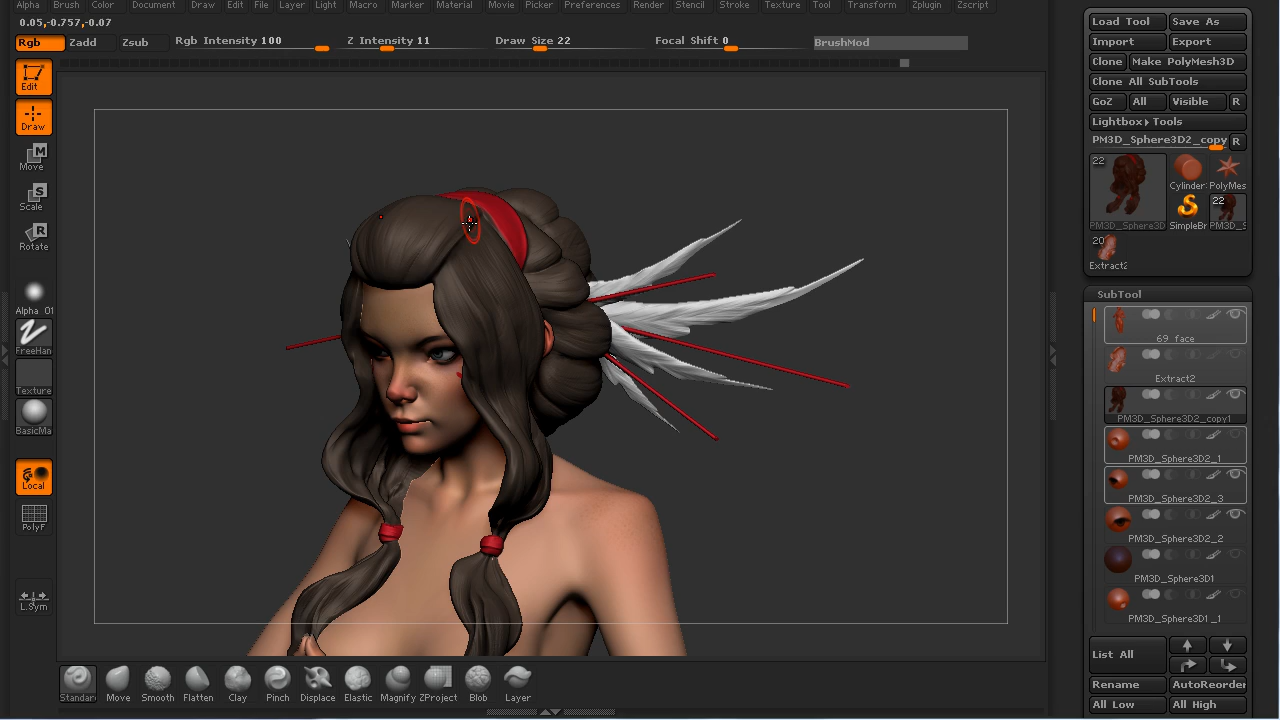 Alpha Brush Color Document Draw Edit File Layer Light Macro Marker Material Movie Picker Preferences Render Stencil Stroke Texture Tool Transform Zplugin Zscript
0.05,-0.757,-0.07
Rgb Zadd Zsub Rgb Intensity 100 Z Intensity 11 Draw Size 22 Focal Shift 0 BrushMod
Edit
Draw
M
Move
S
Scale
R
Rotate
Alpha 01
FreeHan
Texture
BasicMa
Local
PolyF
L.Sym
Standar Move Smooth Flatten Clay Pinch Displace Elastic Magnify ZProject Blob Layer
Load Tool Save As
Import Export
Clone Make PolyMesh3D
Clone All SubTools
GoZ All Visible R
Lightbox▸Tools
PM3D_Sphere3D2_copy R
22
Cylinder PolyMes
22
PM3D_Sphere3D SimpleBr PM3D_S
20
Extract2
SubTool
69_face
Extract2
PM3D_Sphere3D2_copy1
PM3D_Sphere3D2_1
PM3D_Sphere3D2_3
PM3D_Sphere3D2_2
PM3D_Sphere3D1
PM3D_Sphere3D1_1
List All
Rename AutoReorder
All Low All High